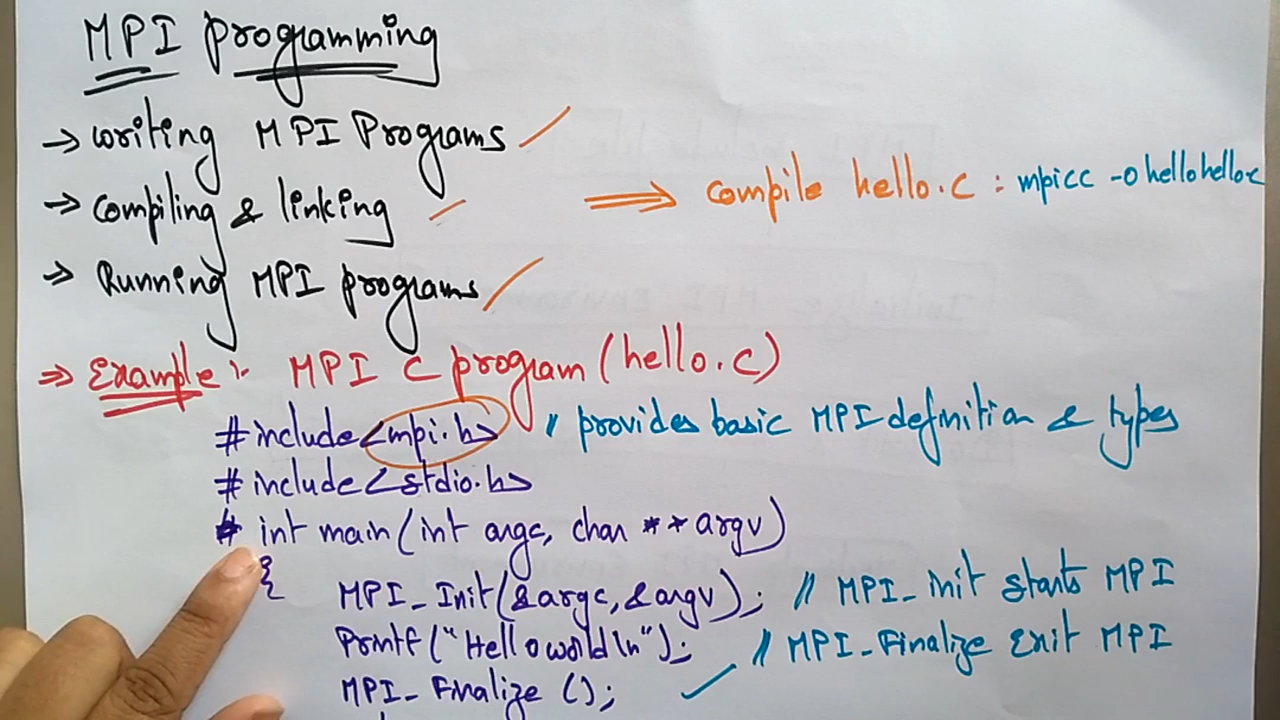 MPI programming
→ writing MPI Programs
→ Compiling & linking
⟹ compile hello.c : mpicc -o hello hello.c
→ Running MPI programs
⇒ Example :- MPI C program (hello.c)
#include <mpi.h> // provides basic MPI definition & types
#include <stdio.h>
# int main (int argc, char **argv)
{
MPI_Init (&argc, &argv); // MPI_init starts MPI
Printf ("Hello world\n"); // MPI_Finalize Exit MPI
MPI_Finalize ();